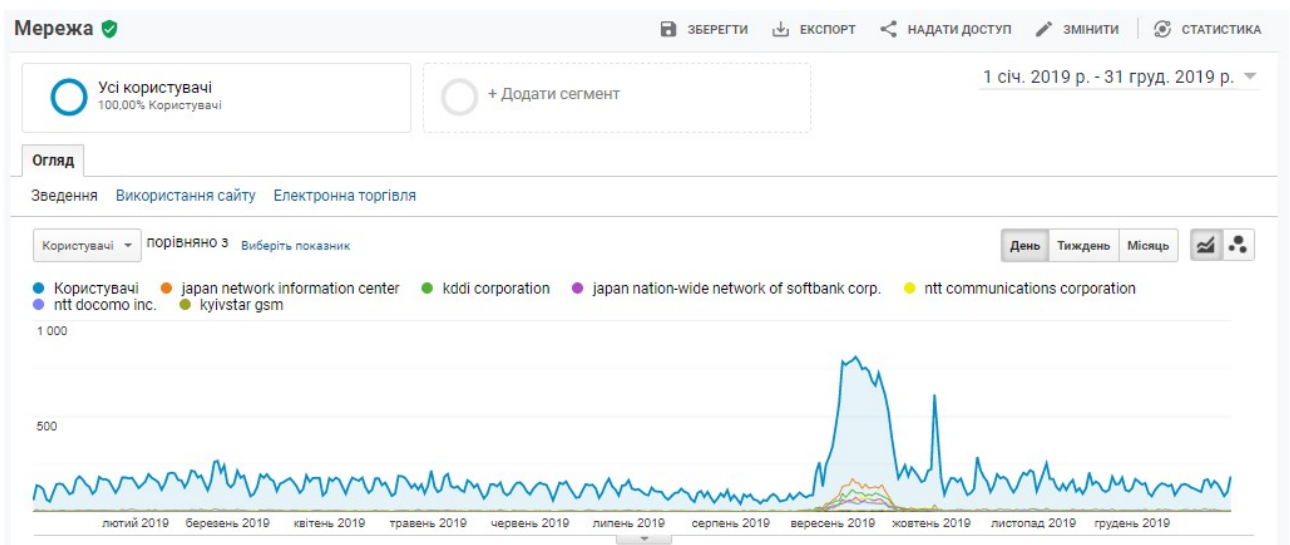 Мережа
ЗБЕРЕГТИ ЕКСПОРТ НАДАТИ ДОСТУП ЗМІНИТИ СТАТИСТИКА
Усі користувачі
100,00% Користувачі
+ Додати сегмент
1 січ. 2019 р. - 31 груд. 2019 р.
Огляд
Зведення Використання сайту Електронна торгівля
Користувачі порівняно з Виберіть показник
День Тиждень Місяць
Користувачі japan network information center kddi corporation japan nation-wide network of softbank corp. ntt communications corporation
ntt docomo inc. kyivstar gsm
1 000
500
лютий 2019 березень 2019 квітень 2019 травень 2019 червень 2019 липень 2019 серпень 2019 вересень 2019 жовтень 2019 листопад 2019 грудень 2019